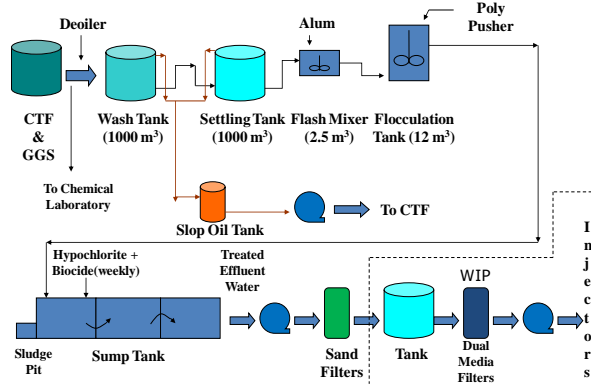 Deoiler
Alum
Poly
Pusher
CTF
&
GGS
Wash Tank
(1000 m³)
Settling Tank
(1000 m³)
Flash Mixer
(2.5 m³)
Flocculation
Tank (12 m³)
To Chemical
Laboratory
Slop Oil Tank
To CTF
Hypochlorite +
Biocide(weekly)
Treated
Effluent
Water
WIP
I
n
j
e
c
t
o
r
s
Sludge
Pit
Sump Tank
Sand
Filters
Tank
Dual
Media
Filters